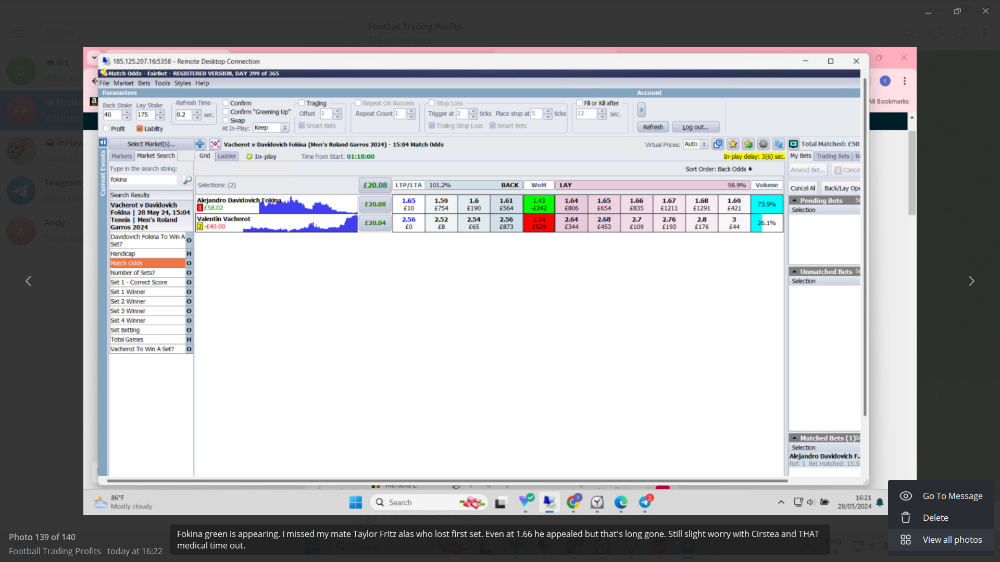 Football Trading Profits
186 subscribers
Search
drt
Voice mes
Footba
Voice mes
InPlay
/send_to_
Telegram
Login cod
Andy
The dev w
D
FP
A
185.125.207.16:5358 - Remote Desktop Connection
Match Odds - FairBot - REGISTERED VERSION, DAY 299 of 365
File Market Bets Tools Styles Help
All Bookmarks
Parameters
Account
Back Stake Lay Stake Refresh Time Confirm Trading Repeat On Success Stop Loss Fill or Kill after
40 175 0.2 sec. Confirm "Greening Up" Offset 1 Repeat Count 1 Trigger at 2 ticks Place stop at 5 ticks 12 sec.
Swap
Profit Liability At In-Play: Keep Smart Bets Trailing Stop Loss Smart Bets Refresh Log out...
Select Market(s)... Vacherot v Davidovich Fokina (Men's Roland Garros 2024) - 15:04 Match Odds Virtual Prices: Auto Total Matched: £50
Markets Market Search Grid Ladder In-play Time from Start: 01:18:00 In-play delay: 3(6) sec. My Bets Trading Bets R
Current Events
Type in the search string:
fokina
Sort Order: Back Odds
Amend Bet... Cance
Selections: (2) £20.08 LTP/LTA 101.2% BACK WoM LAY 98.9% Volume
Cancel All Back/Lay Ope
Alejandro Davidovich Fokina £20.08 1.65 1.59 1.6 1.61 1.43 1.64 1.65 1.66 1.67 1.68 1.69 73.9%
1 £58.02 £10 £754 £190 £564 -£242 £806 £654 £835 £1211 £1291 £421
Valentin Vacherot £20.04 2.56 2.52 2.54 2.56 2.54 2.64 2.68 2.7 2.76 2.8 3 26.1%
2 -£40.00 £0 £8 £65 £873 £529 £344 £453 £109 £193 £176 £44
Search Results
Vacherot v Davidovich
Fokina | 28 May 24, 15:04
Tennis | Men's Roland
Garros 2024
Davidovich Fokina To Win A
Set? O
Handicap H
Match Odds O
Number of Sets? O
Set 1 - Correct Score O
Set 1 Winner O
Set 2 Winner O
Set 3 Winner O
Set 4 Winner O
Set Betting O
Total Games H
Vacherot To Win A Set? O
Pending Bets
Selection
Unmatched Bets
Selection
Matched Bets (1)
Selection
Alejandro Davidovich F..
Ref: 1 Bet matched: 15:5
86°F
Mostly cloudy
Search
16:21
28/05/2024
Go To Message
Delete
View all photos
Photo 139 of 140
Football Trading Profits today at 16:22
Fokina green is appearing. I missed my mate Taylor Fritz alas who lost first set. Even at 1.66 he appealed but that's long gone. Still slight worry with Cirstea and THAT
medical time out.
Search
ENG
UK